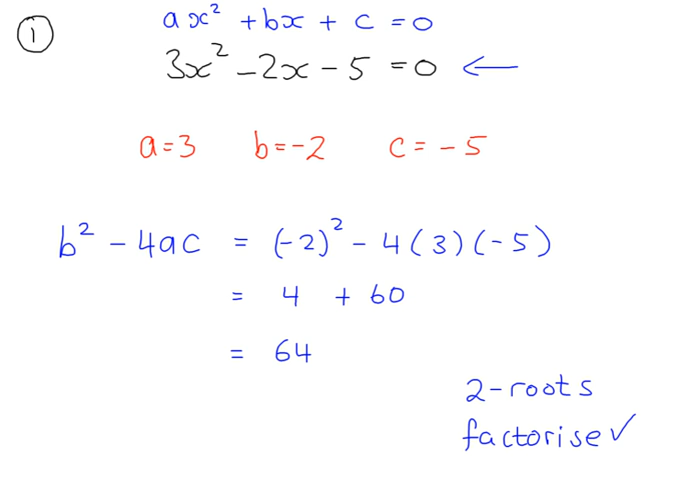 ① ax² + bx + c = 0
3x² - 2x - 5 = 0 ←
a = 3 b = -2 c = -5
b² - 4ac = (-2)² - 4(3)(-5)
= 4 + 60
= 64
2-roots
factorise ✓